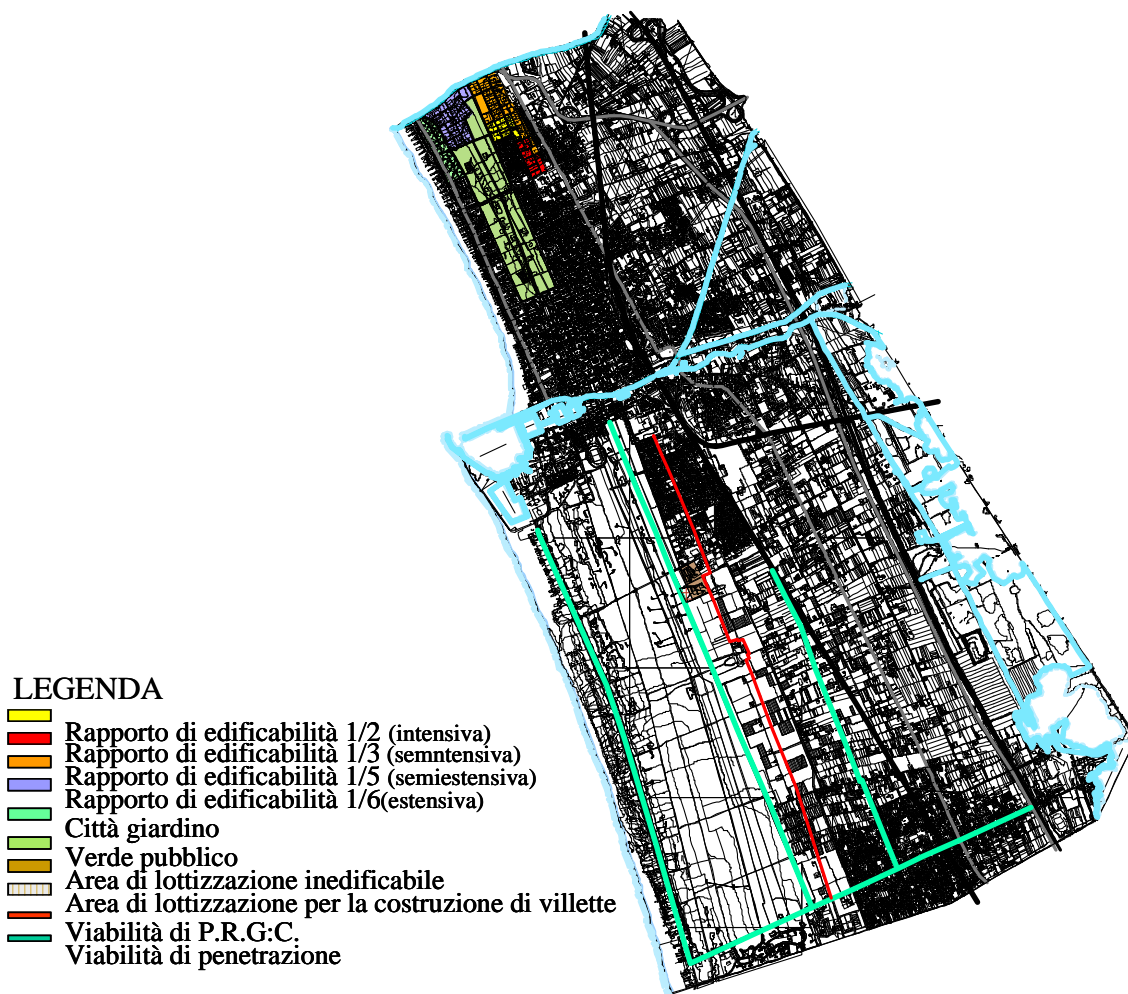 LEGENDA
Rapporto di edificabilità 1/2 (intensiva)
Rapporto di edificabilità 1/3 (semntensiva)
Rapporto di edificabilità 1/5 (semiestensiva)
Rapporto di edificabilità 1/6(estensiva)
Città giardino
Verde pubblico
Area di lottizzazione inedificabile
Area di lottizzazione per la costruzione di villette
Viabilità di P.R.G:C.
Viabilità di penetrazione